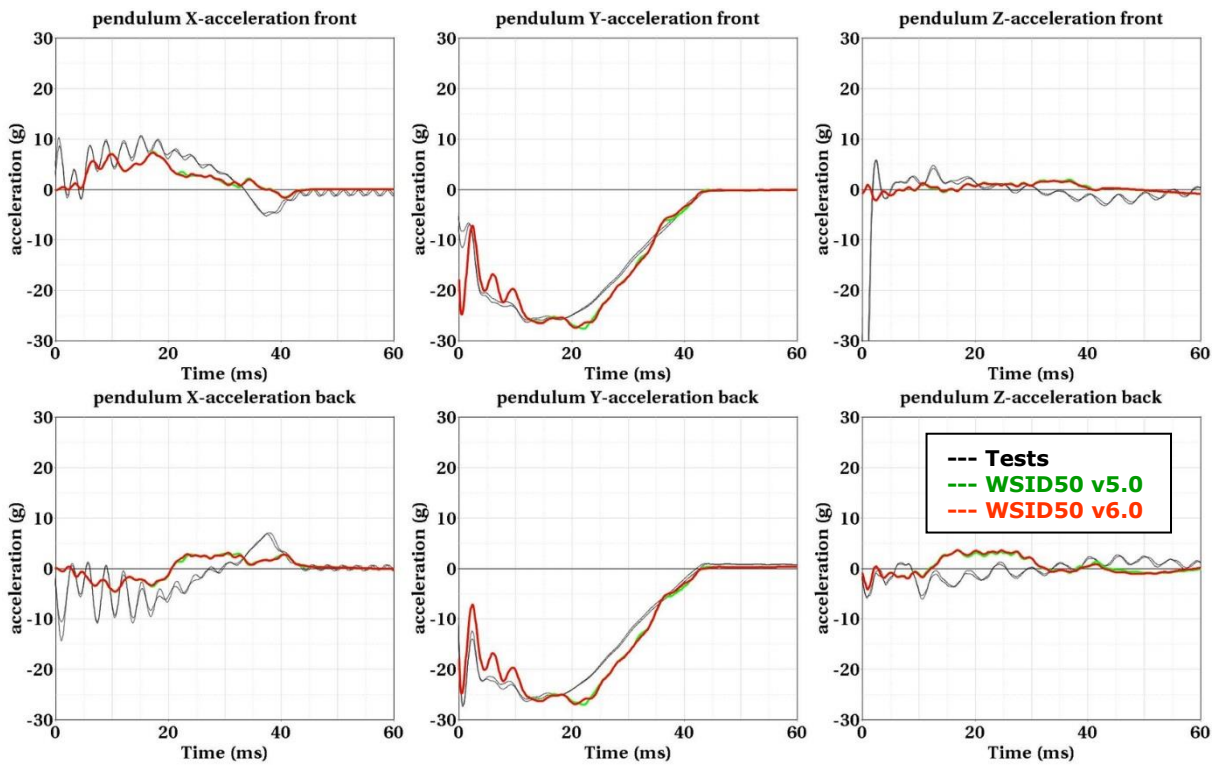 pendulum X-acceleration front
30
20
10
0
-10
-20
-30
acceleration (g)
0 20 40 60
Time (ms)
pendulum Y-acceleration front
30
20
10
0
-10
-20
-30
acceleration (g)
0 20 40 60
Time (ms)
pendulum Z-acceleration front
30
20
10
0
-10
-20
-30
acceleration (g)
0 20 40 60
Time (ms)
pendulum X-acceleration back
30
20
10
0
-10
-20
-30
acceleration (g)
0 20 40 60
Time (ms)
pendulum Y-acceleration back
30
20
10
0
-10
-20
-30
acceleration (g)
0 20 40 60
Time (ms)
pendulum Z-acceleration back
30
20
10
0
-10
-20
-30
acceleration (g)
0 20 40 60
Time (ms)
--- Tests
--- WSID50 v5.0
--- WSID50 v6.0